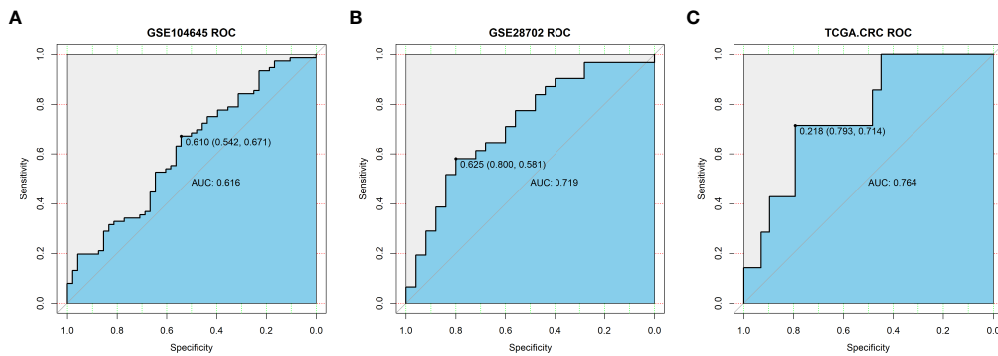 A
GSE104645 ROC
Sensitivity
1.0
0.8
0.6
0.4
0.2
0.0
0.610 (0.542, 0.671)
AUC: 0.616
1.0 0.8 0.6 0.4 0.2 0.0
Specificity
B
GSE28702 ROC
Sensitivity
1.0
0.8
0.6
0.4
0.2
0.0
0.625 (0.800, 0.581)
AUC: 0.719
1.0 0.8 0.6 0.4 0.2 0.0
Specificity
C
TCGA.CRC ROC
Sensitivity
1.0
0.8
0.6
0.4
0.2
0.0
0.218 (0.793, 0.714)
AUC: 0.764
1.0 0.8 0.6 0.4 0.2 0.0
Specificity